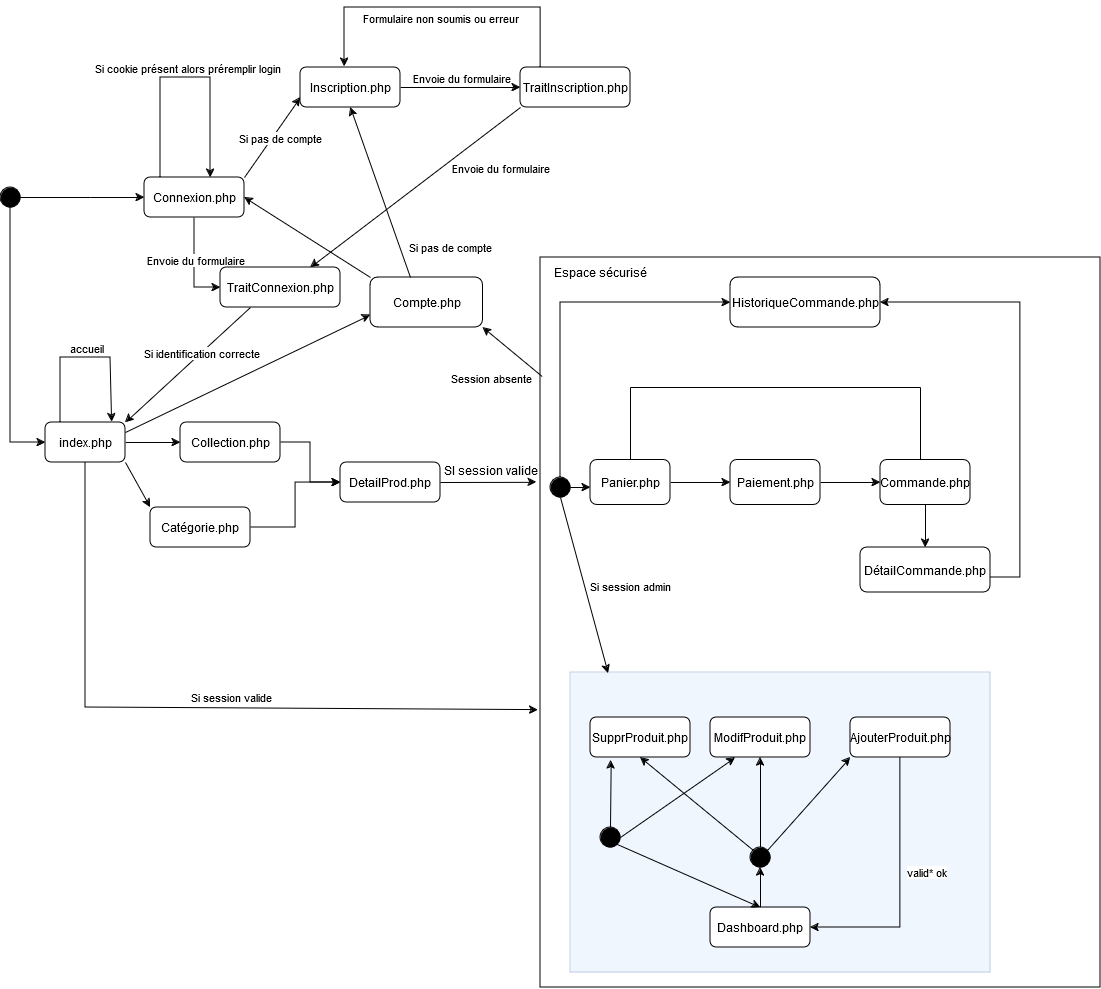 Formulaire non soumis ou erreur
Si cookie présent alors préremplir login
Inscription.php
Envoie du formulaire
TraitInscription.php
Si pas de compte
Envoie du formulaire
Connexion.php
Si pas de compte
Envoie du formulaire
TraitConnexion.php
Compte.php
Espace sécurisé
HistoriqueCommande.php
accueil
Si identification correcte
Session absente
index.php
Collection.php
DetailProd.php
SI session valide
Panier.php
Paiement.php
Commande.php
Catégorie.php
DétailCommande.php
Si session admin
Si session valide
SupprProduit.php
ModifProduit.php
AjouterProduit.php
valid* ok
Dashboard.php